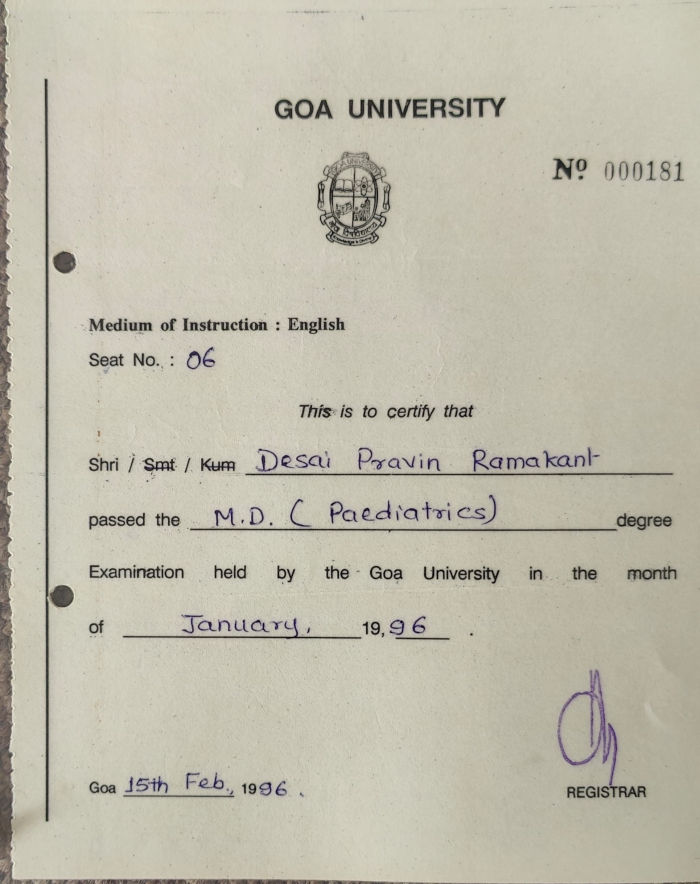 GOA UNIVERSITY
Nº 000181
GOA UNIVERSITY
Medium of Instruction : English
Seat No. : 06
This is to certify that
Shri / Smt / Kum Desai Pravin Ramakant
passed the M.D. ( Paediatrics) degree
Examination held by the Goa University in the month
of January, 19,96 .
Goa 15th Feb., 1996 .
REGISTRAR